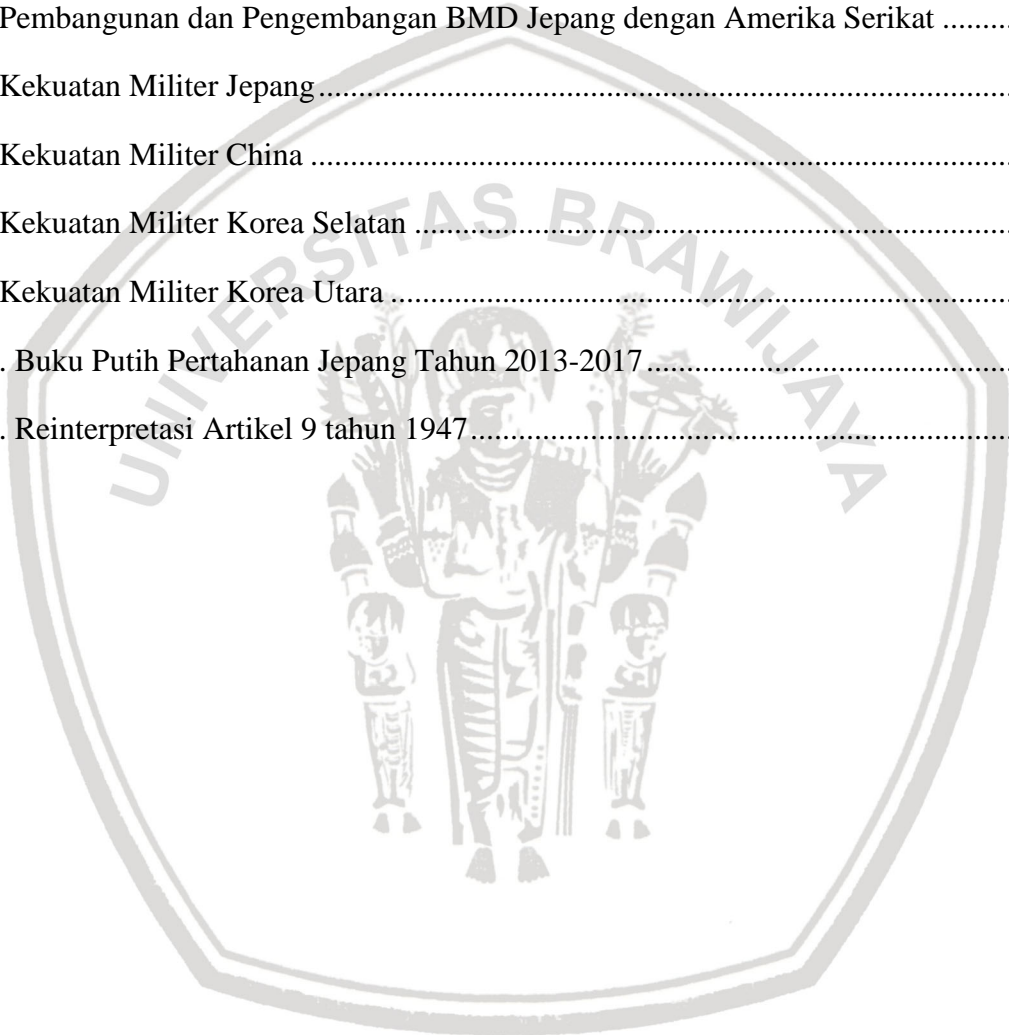 Pembangunan dan Pengembangan BMD Jepang dengan Amerika Serikat ..........
Kekuatan Militer Jepang..........................................................................................
Kekuatan Militer China ...........................................................................................
Kekuatan Militer Korea Selatan ..............................................................................
Kekuatan Militer Korea Utara .................................................................................
. Buku Putih Pertahanan Jepang Tahun 2013-2017................................................
. Reinterpretasi Artikel 9 tahun 1947.......................................................................
UNIVERSITAS BRAWIJAYA